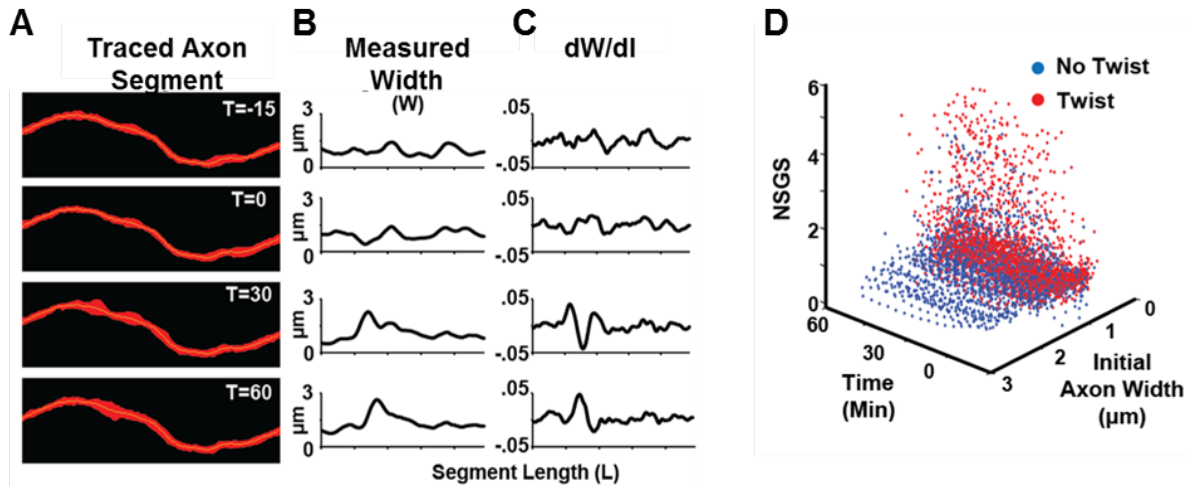 A
Traced Axon
Segment
T=-15
T=0
T=30
T=60
B
Measured
Width
(W)
3
µm
0
3
µm
0
3
µm
0
3
µm
0
C
dW/dl
.05
-.05
.05
-.05
.05
-.05
.05
-.05
Segment Length (L)
D
No Twist
Twist
NSGS
6
4
2
0
60
30
0
Time
(Min)
3
2
1
0
Initial
Axon Width
(µm)